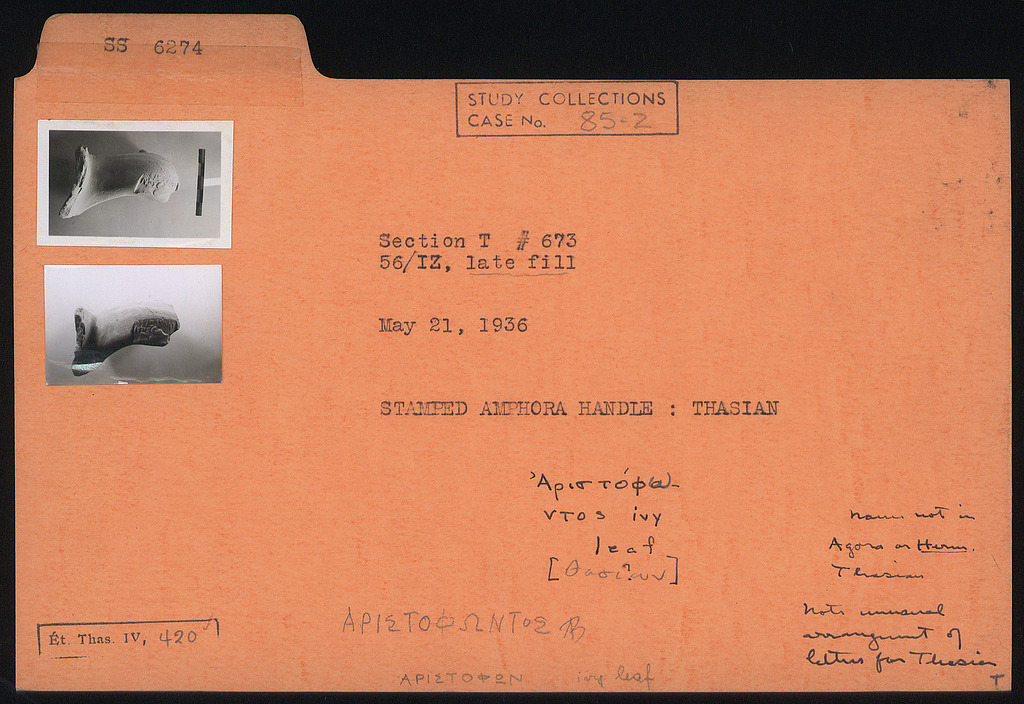 SS 6274
STUDY COLLECTIONS
CASE No. 85-2
Section T # 673
56/IZ, late fill
May 21, 1936
STAMPED AMPHORA HANDLE : THASIAN
Ἀριστόφω-
ντος ivy
leaf
[Θασίων]
name not in
Agora or Herm.
Thasian
Note unusual
arrangement of
letters for Thasian
T
Ét. Thas. IV, 420
ΑΡΙΣΤΟΦΩΝΤΟΣ
ΑΡΙΣΤΟΦΩΝ ivy leaf